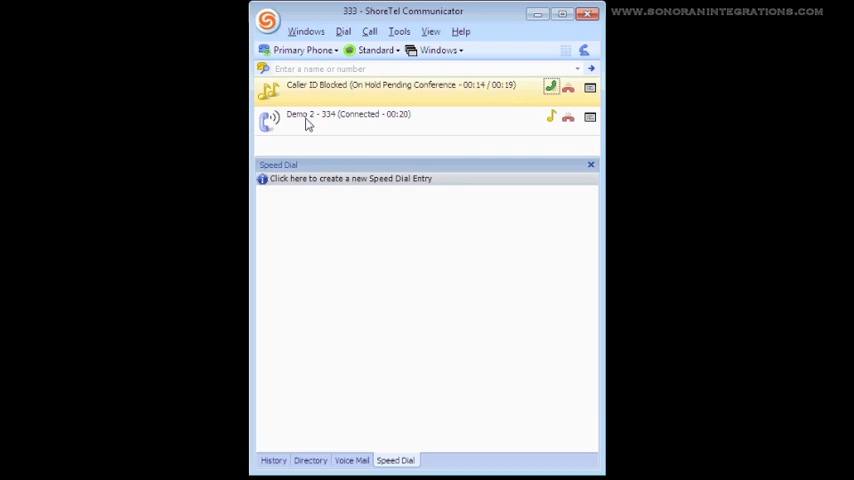 333 - ShoreTel Communicator
WWW.SONORANINTEGRATIONS.COM
Windows Dial Call Tools View Help
Primary Phone Standard Windows
Enter a name or number
Caller ID Blocked (On Hold Pending Conference - 00:14 / 00:19)
Demo 2 - 334 (Connected - 00:20)
Speed Dial
Click here to create a new Speed Dial Entry
History Directory Voice Mail Speed Dial